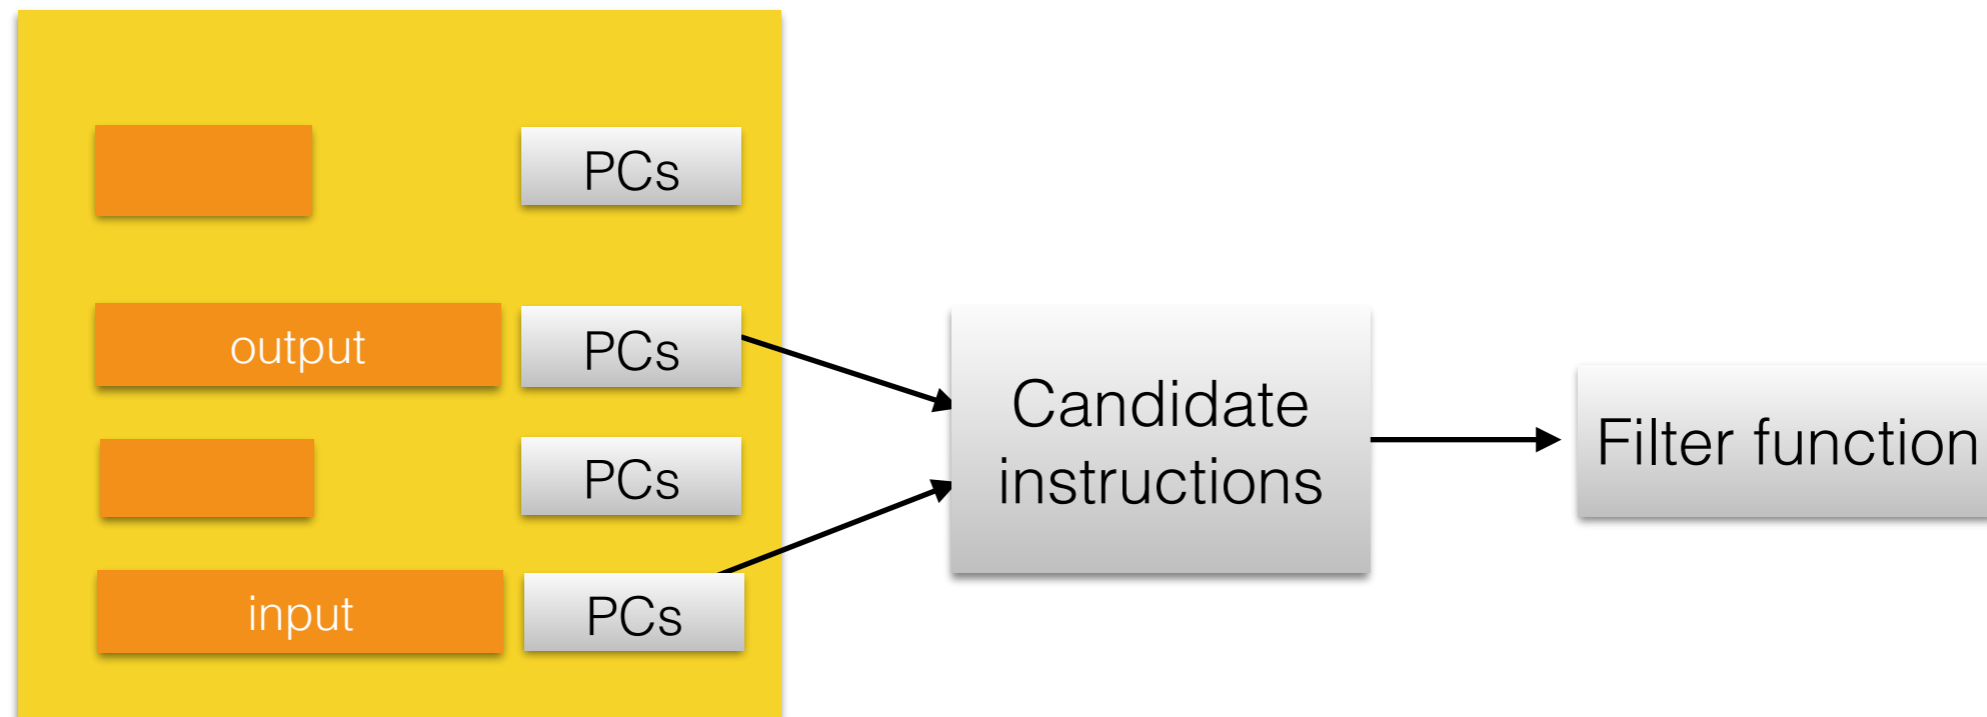 PCs
output
PCs
PCs
input
PCs
Candidate
instructions
Filter function